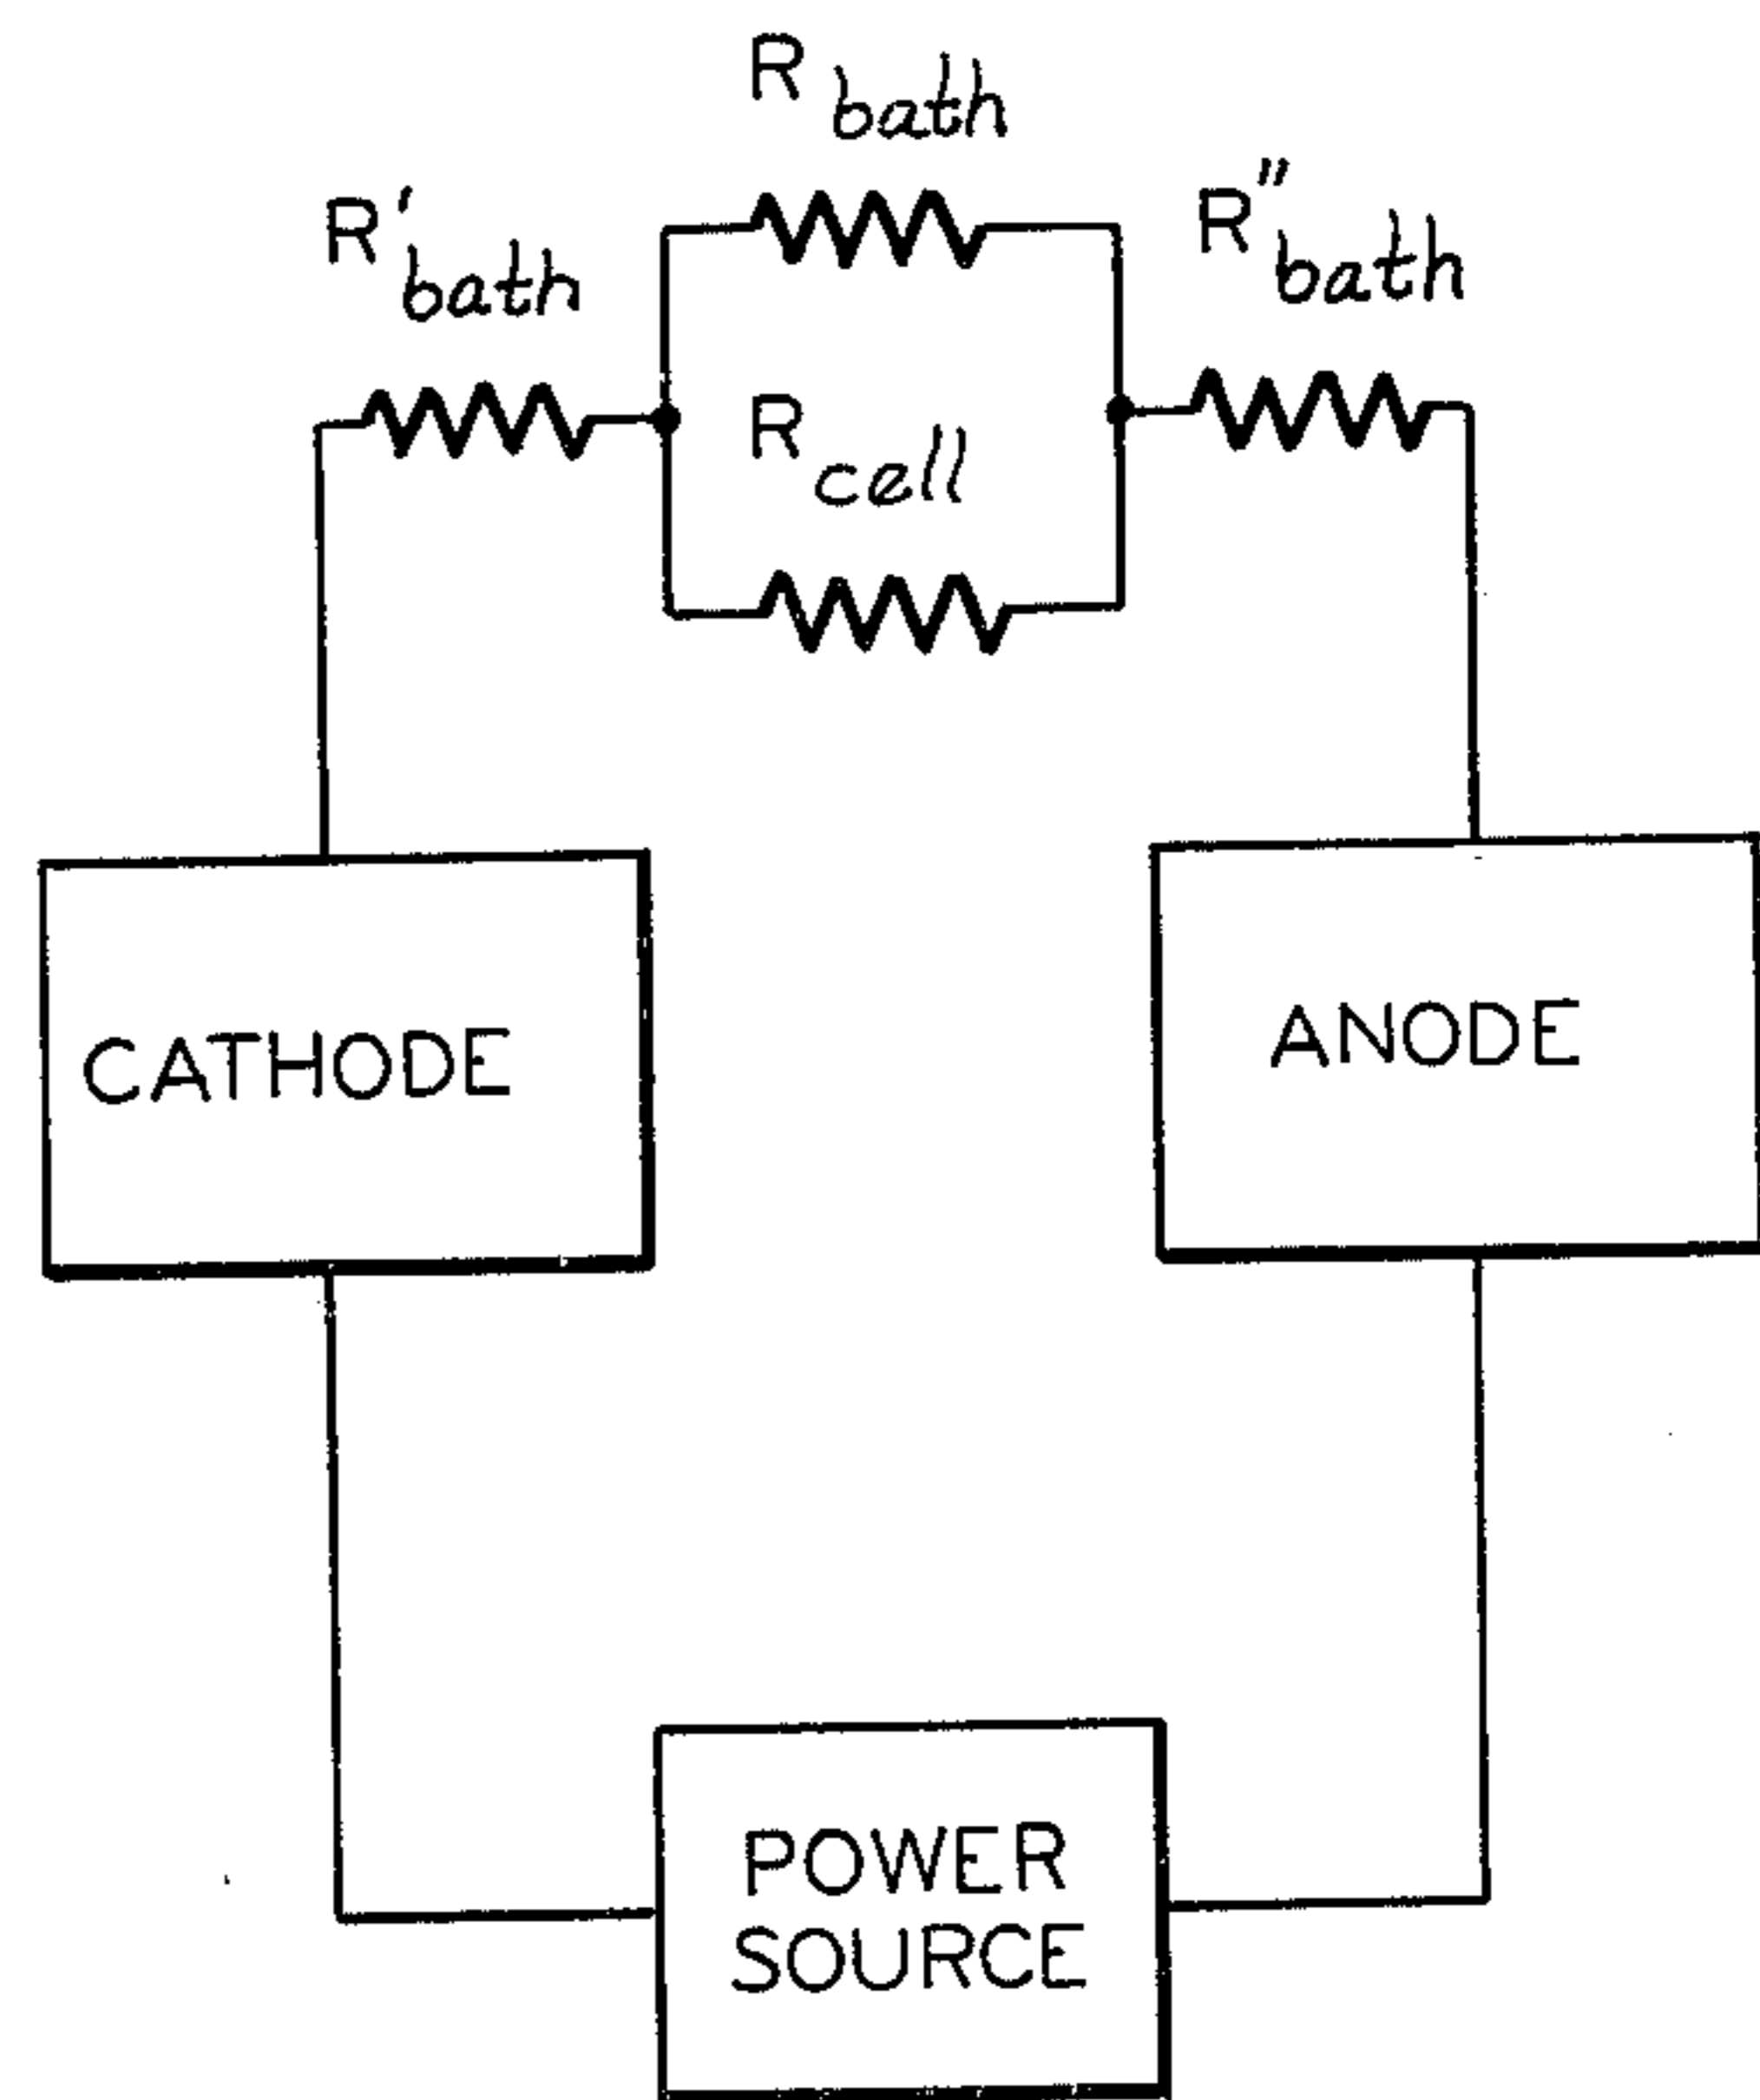 R bath
R' bath
R" bath
R cell
CATHODE
ANODE
POWER
SOURCE